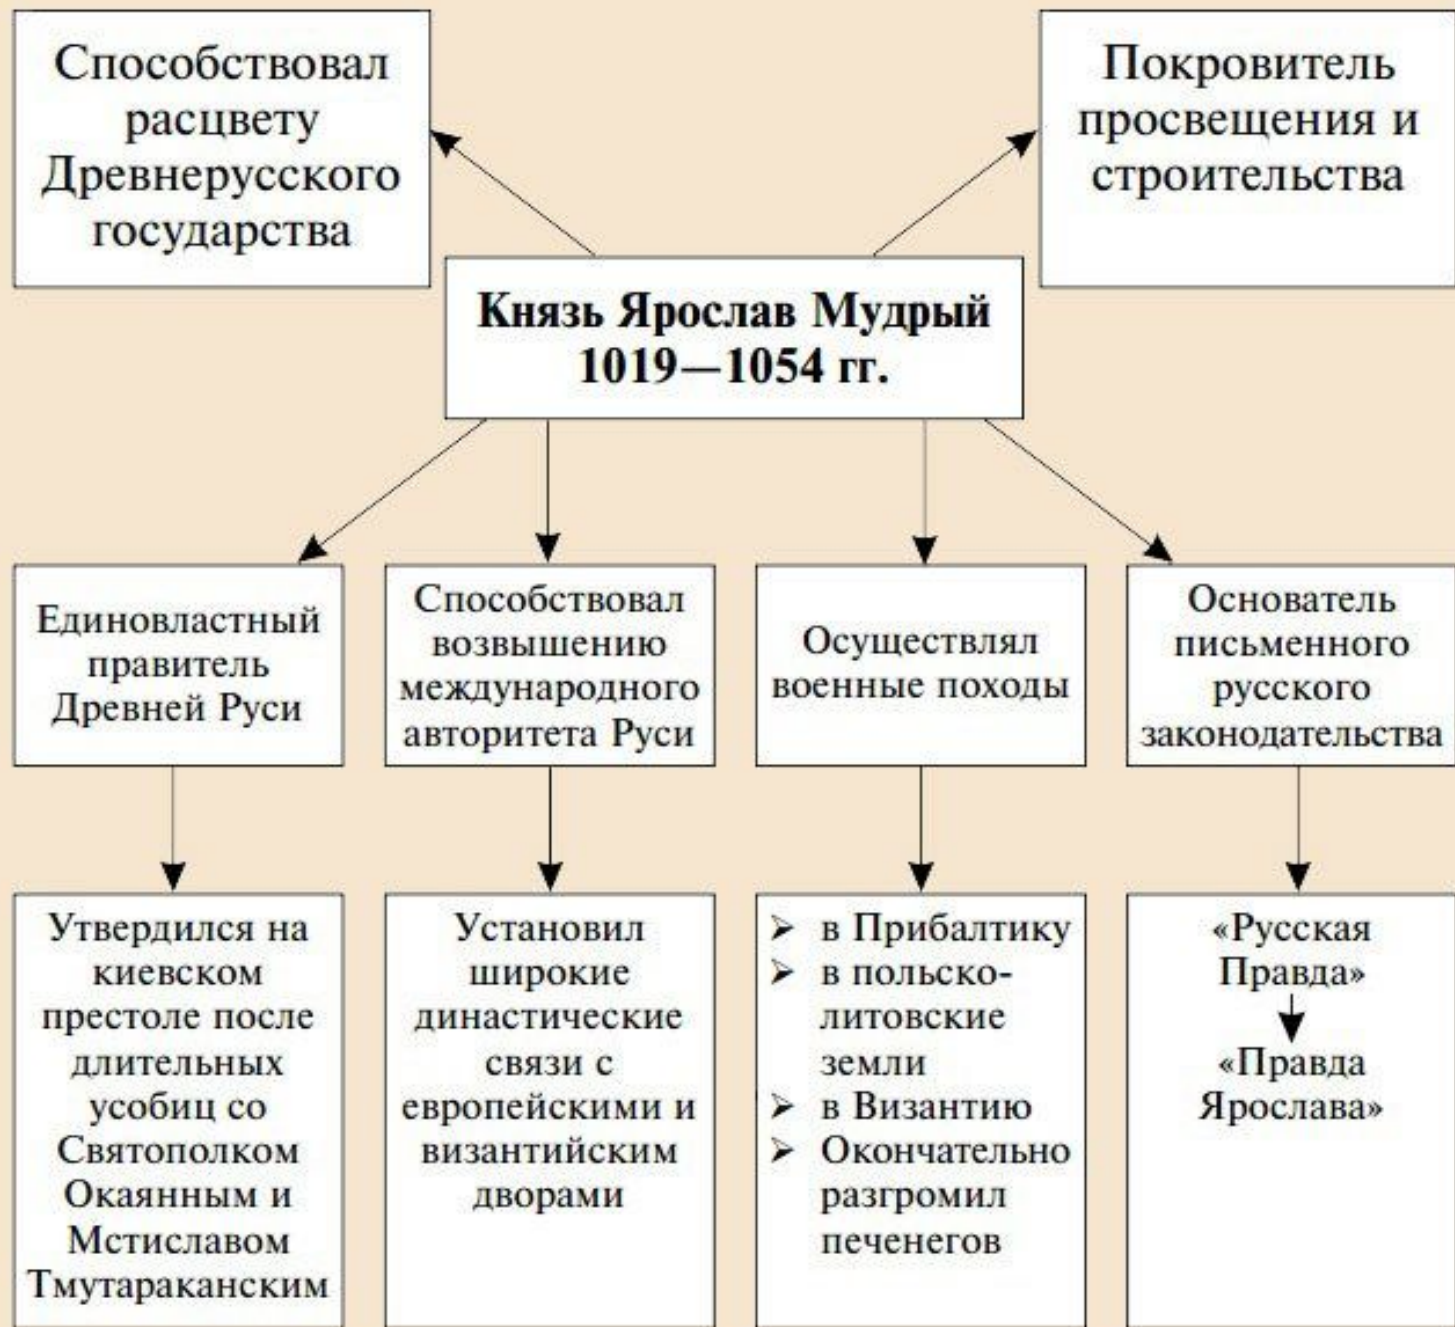 Способствовал
расцвету
Древнерусского
государства
Покровитель
просвещения и
строительства
Князь Ярослав Мудрый
1019—1054 гг.
Единовластный
правитель
Древней Руси
Способствовал
возвышению
международного
авторитета Руси
Осуществлял
военные походы
Основатель
письменного
русского
законодательства
Утвердился на
киевском
престоле после
длительных
усобиц со
Святополком
Окаянным и
Мстиславом
Тмутараканским
Установил
широкие
династические
связи с
европейскими и
византийским
дворами
➢ в Прибалтику
➢ в польско-
литовские
земли
➢ в Византию
➢ Окончательно
разгромил
печенегов
«Русская
Правда»
«Правда
Ярослава»